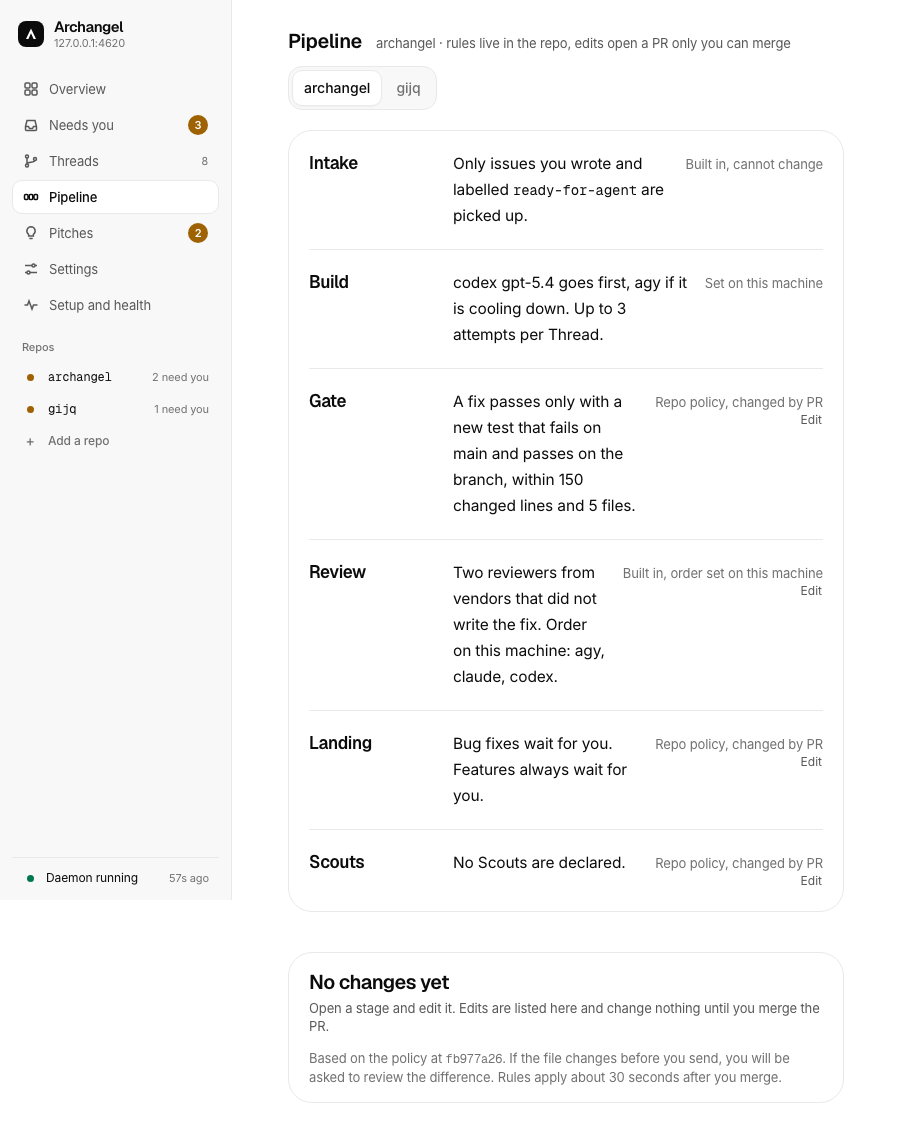 Archangel
127.0.0.1:4620
Overview
Needs you 3
Threads 8
Pipeline
Pitches 2
Settings
Setup and health
Repos
archangel 2 need you
gijq 1 need you
+ Add a repo
Daemon running 57s ago
Pipeline archangel · rules live in the repo, edits open a PR only you can merge
archangel gijq
Intake
Only issues you wrote and
labelled ready-for-agent are
picked up.
Built in, cannot change
Build
codex gpt-5.4 goes first, agy if it
is cooling down. Up to 3
attempts per Thread.
Set on this machine
Gate
A fix passes only with a
new test that fails on
main and passes on the
branch, within 150
changed lines and 5 files.
Repo policy, changed by PR
Edit
Review
Two reviewers from
vendors that did not
write the fix. Order
on this machine: agy,
claude, codex.
Built in, order set on this machine
Edit
Landing
Bug fixes wait for you.
Features always wait for
you.
Repo policy, changed by PR
Edit
Scouts
No Scouts are declared.
Repo policy, changed by PR
Edit
No changes yet
Open a stage and edit it. Edits are listed here and change nothing until you merge the
PR.
Based on the policy at fb977a26. If the file changes before you send, you will be
asked to review the difference. Rules apply about 30 seconds after you merge.